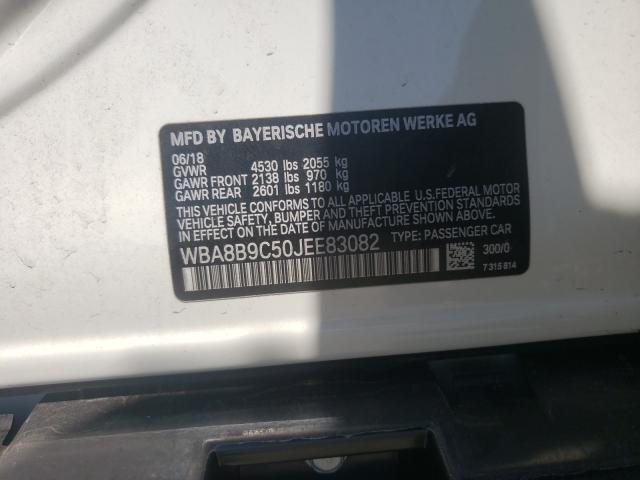 MFD BY BAYERISCHE MOTOREN WERKE AG
06/18
GVWR 4530 lbs 2055 kg
GAWR FRONT 2138 lbs 970 kg
GAWR REAR 2601 lbs 1180 kg
THIS VEHICLE CONFORMS TO ALL APPLICABLE U.S.FEDERAL MOTOR
VEHICLE SAFETY, BUMPER AND THEFT PREVENTION STANDARDS
IN EFFECT ON THE DATE OF MANUFACTURE SHOWN ABOVE.
WBA8B9C50JEE83082 TYPE: PASSENGER CAR
300/0
7 315 814